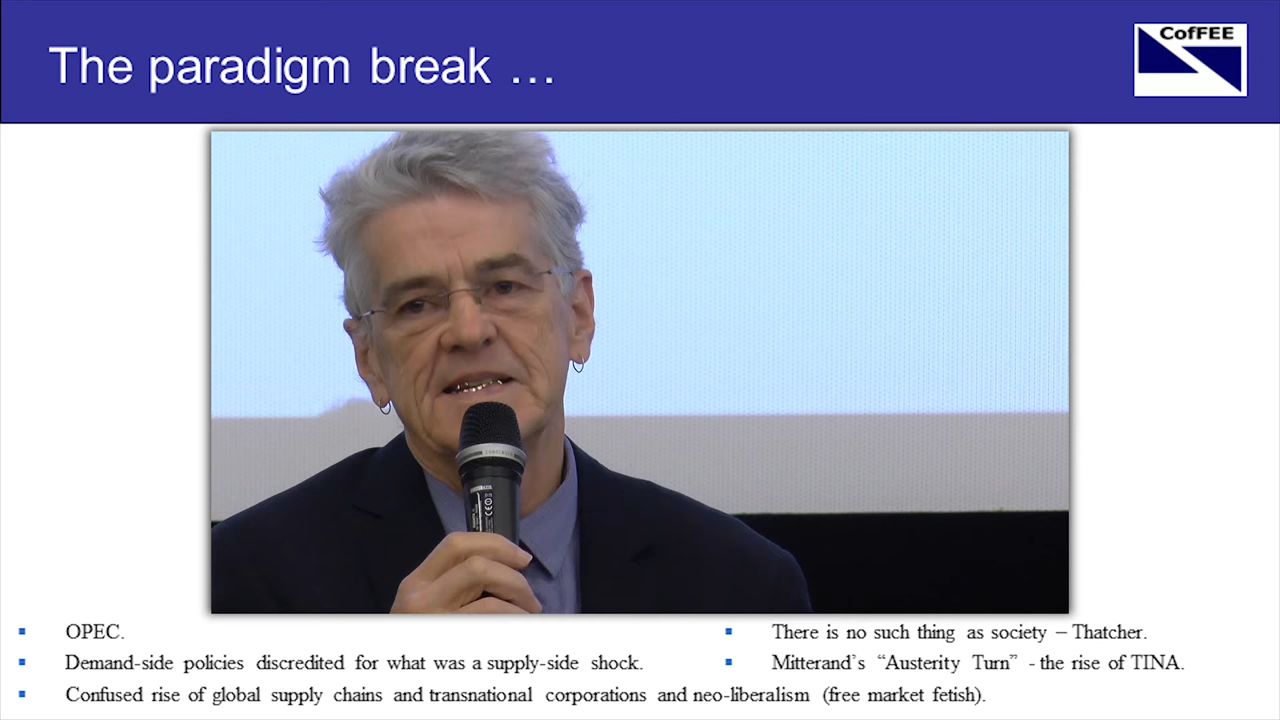 The paradigm break …
CofFEE
OPEC.
Demand-side policies discredited for what was a supply-side shock.
Confused rise of global supply chains and transnational corporations and neo-liberalism (free market fetish).
There is no such thing as society – Thatcher.
Mitterand’s “Austerity Turn” - the rise of TINA.